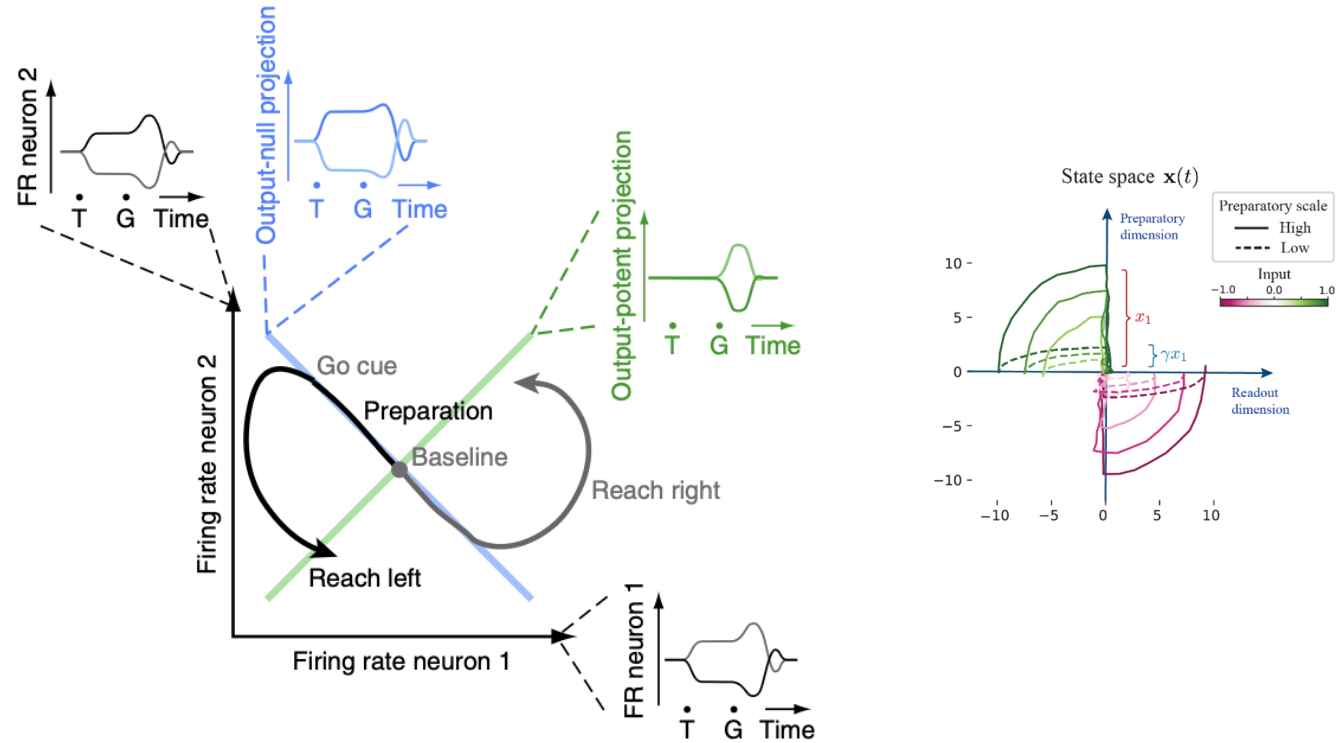 FR neuron 2
T G Time
Output-null projection
T G Time
Output-potent projection
T G Time
Firing rate neuron 2
Go cue
Preparation
Baseline
Reach right
Reach left
Firing rate neuron 1
FR neuron 1
T G Time
State space x(t)
Preparatory
dimension
Preparatory scale
High
Low
Input
−1.0 0.0 1.0
10
5
0
−5
−10
x₁
γx₁
Readout
dimension
−10 −5 0 5 10